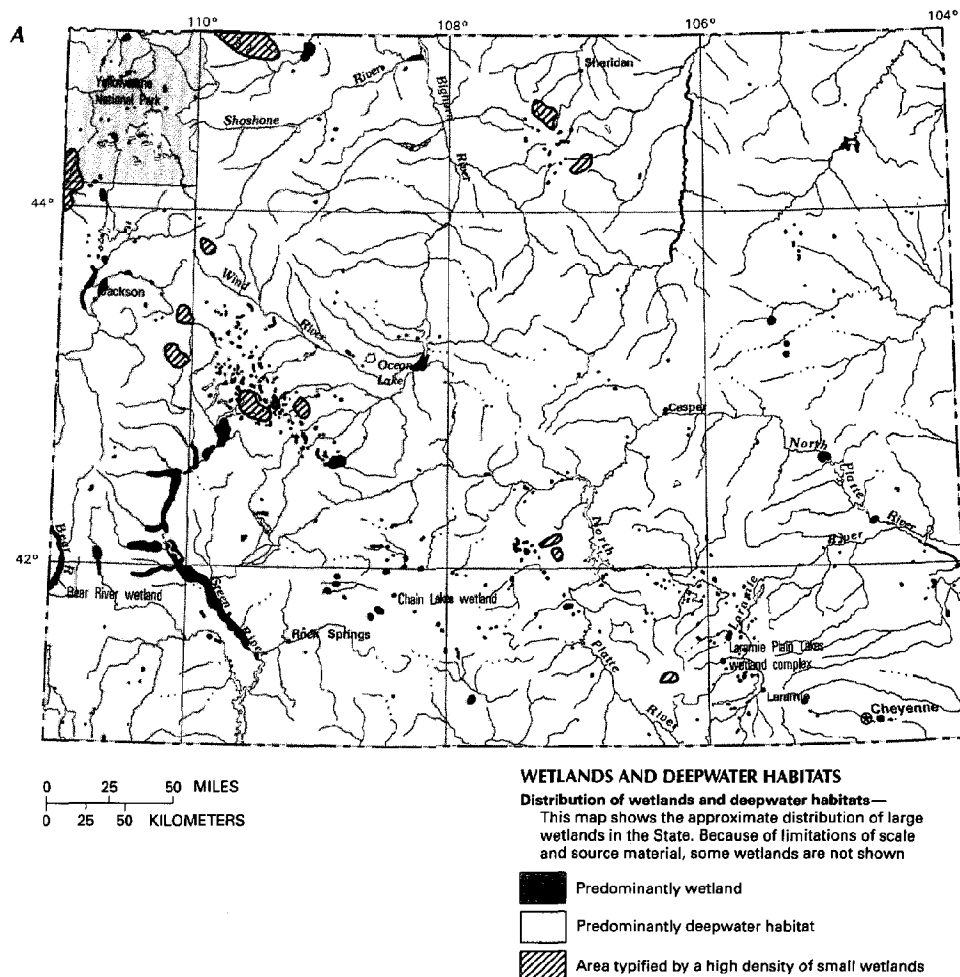 A
110°
108°
106°
104°
Yellowstone
National Park
Shoshone
Rivers
Bighorn
River
Sheridan
44°
Jackson
Wind
River
Ocean
Lake
Casper
North
Platte
River
42°
Bear
R
Bear River wetland
Green
River
Rock Springs
Chain Lakes wetland
North
Platte
River
Laramie
River
Laramie Plain Lakes
wetland complex
Laramie
Cheyenne
0 25 50 MILES
0 25 50 KILOMETERS
WETLANDS AND DEEPWATER HABITATS
Distribution of wetlands and deepwater habitats—
This map shows the approximate distribution of large
wetlands in the State. Because of limitations of scale
and source material, some wetlands are not shown
Predominantly wetland
Predominantly deepwater habitat
Area typified by a high density of small wetlands